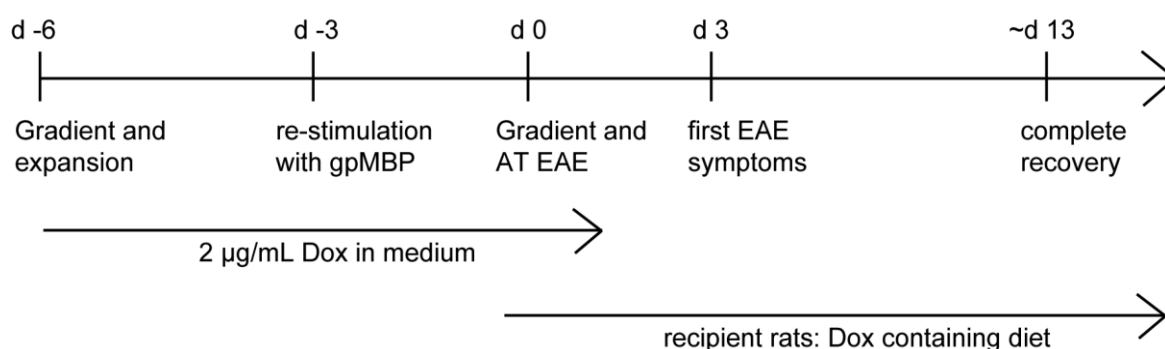 d -6 d -3 d 0 d 3 ~d 13
Gradient and re-stimulation Gradient and first EAE complete
expansion with gpMBP AT EAE symptoms recovery
2 µg/mL Dox in medium
recipient rats: Dox containing diet